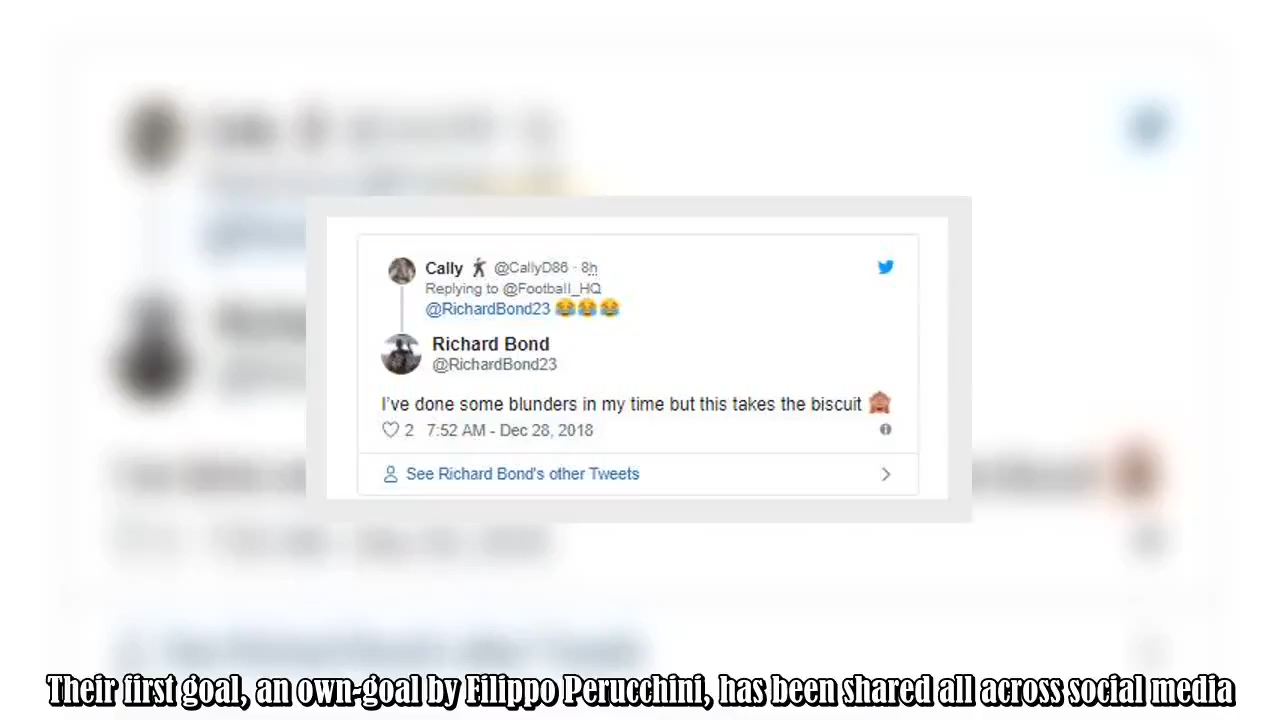 Cally @CallyD86 · 8h
Replying to @Football_HQ
@RichardBond23 😂😂😂
Richard Bond
@RichardBond23
I've done some blunders in my time but this takes the biscuit 🙈
2 7:52 AM - Dec 28, 2018
See Richard Bond's other Tweets
Their first goal, an own-goal by Filippo Perucchini, has been shared all across social media